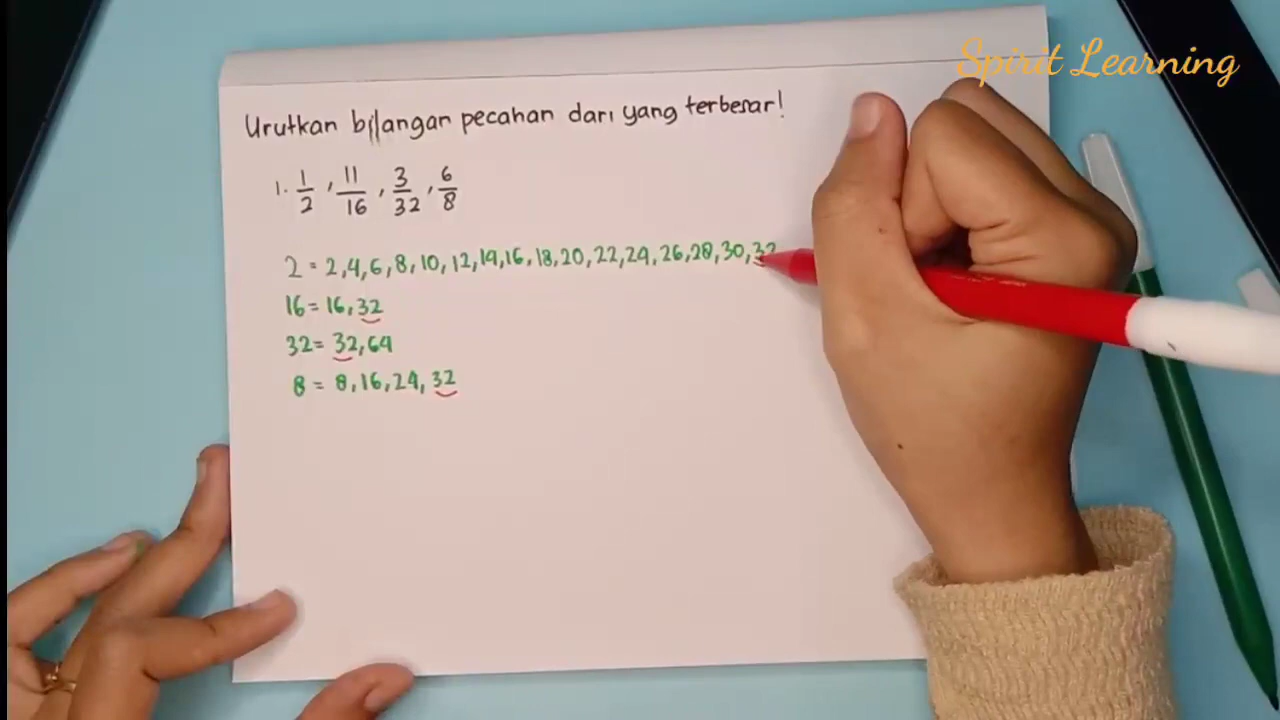 Spirit Learning
Urutkan bilangan pecahan dari yang terbesar!
1. 1/2, 11/16, 3/32, 6/8
2 = 2,4,6,8,10,12,14,16,18,20,22,24,26,28,30,32
16 = 16,32
32 = 32,64
8 = 8,16,24,32